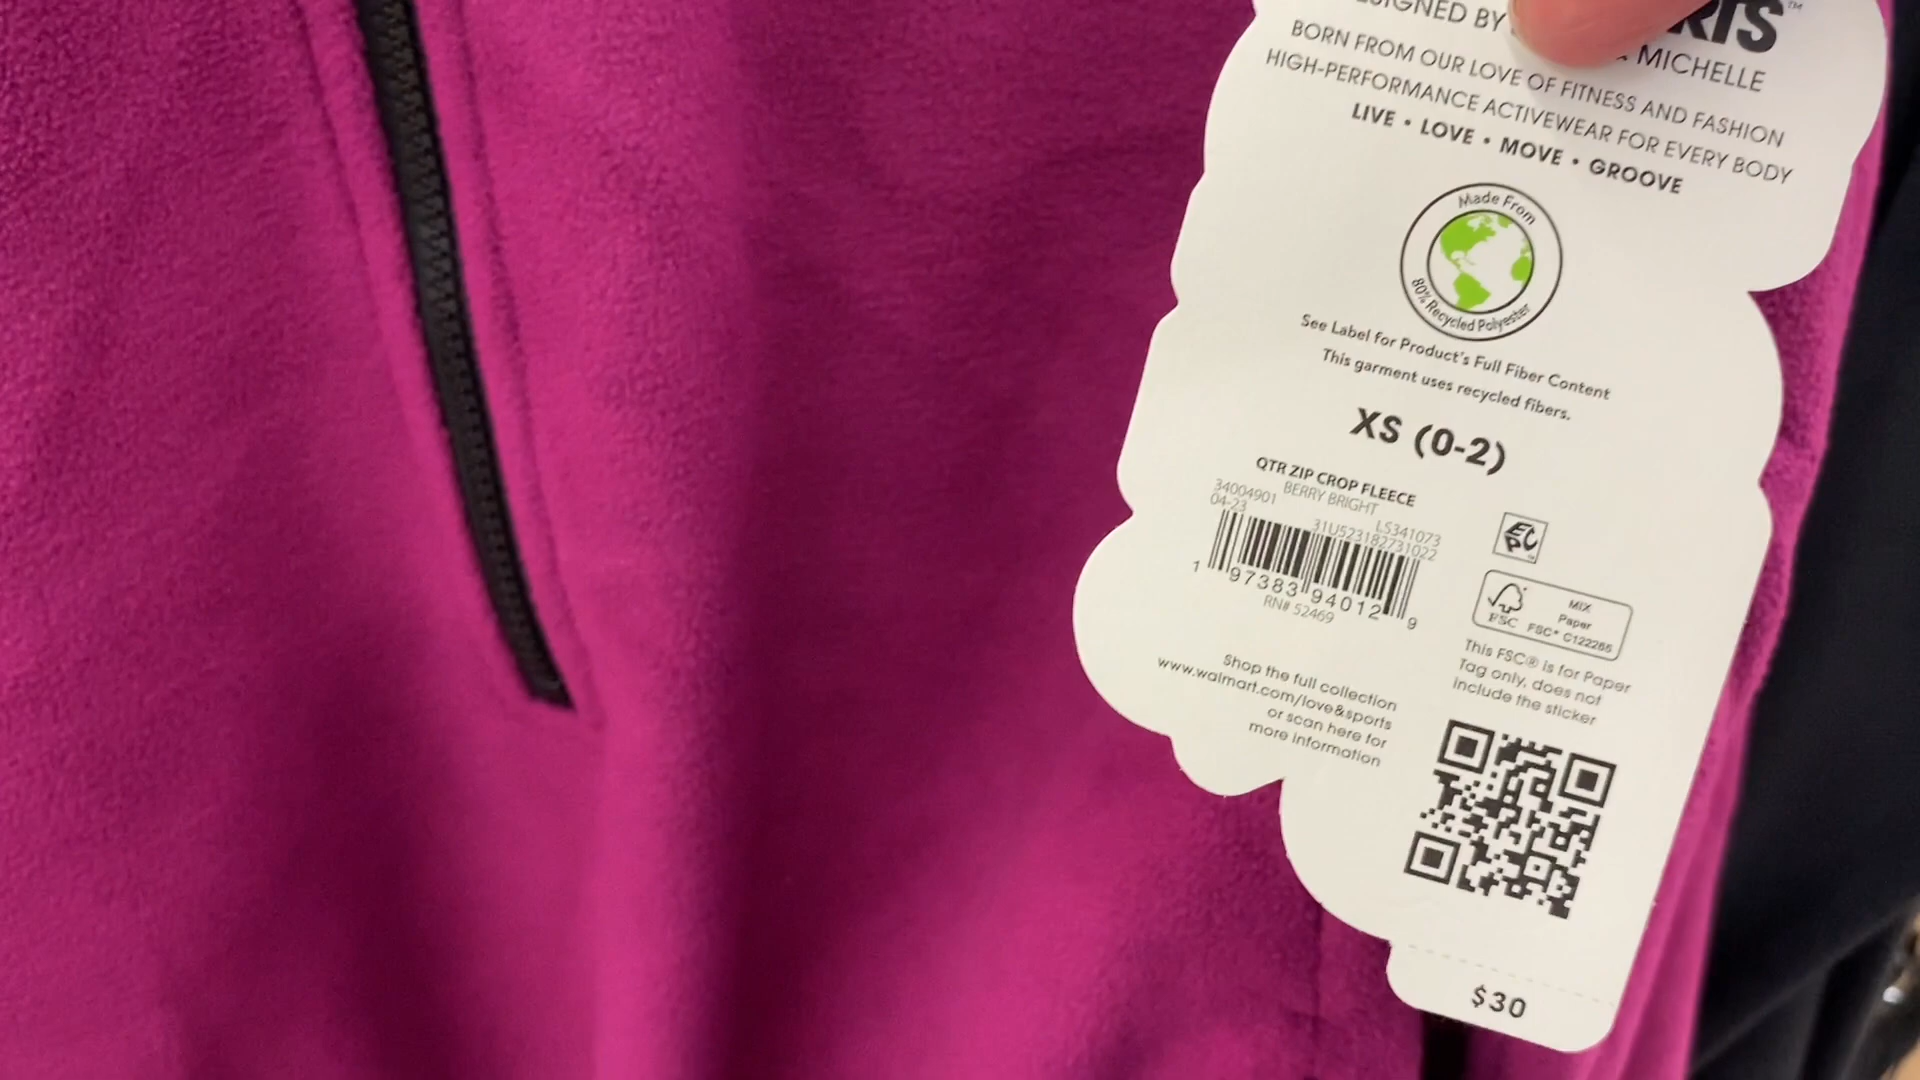 RTS™
MICHELLE
BORN FROM OUR LOVE OF FITNESS AND FASHION
HIGH-PERFORMANCE ACTIVEWEAR FOR EVERY BODY
LIVE • LOVE • MOVE • GROOVE
Made From
80% Recycled Polyester
See Label for Product's Full Fiber Content
This garment uses recycled fibers.
XS (0-2)
QTR ZIP CROP FLEECE
BERRY BRIGHT
34004901
04-23
LS341073
31U523182731022
1 97383 94012 9
RN# 52469
ECPC™
FSC
MIX
Paper
FSC® C122265
This FSC® is for Paper
Tag only, does not
include the sticker
Shop the full collection
www.walmart.com/love&sports
or scan here for
more information
$30